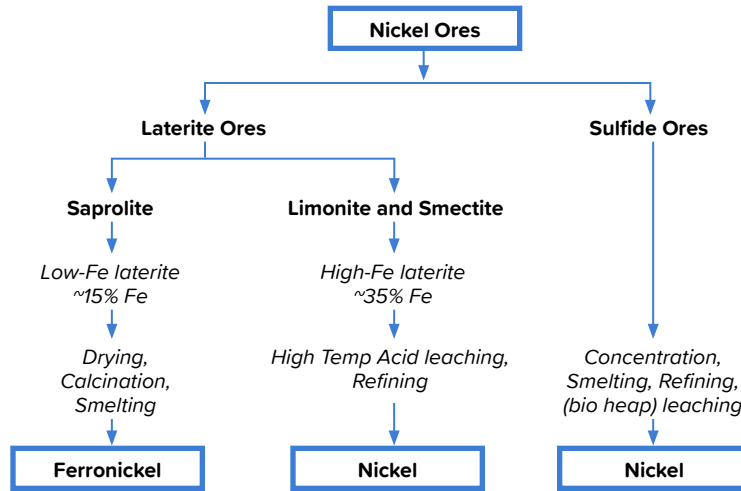 Nickel Ores
Laterite Ores
Sulfide Ores
Saprolite
Limonite and Smectite
Low-Fe laterite
~15% Fe
High-Fe laterite
~35% Fe
Drying,
Calcination,
Smelting
High Temp Acid leaching,
Refining
Concentration,
Smelting, Refining,
(bio heap) leaching
Ferronickel
Nickel
Nickel